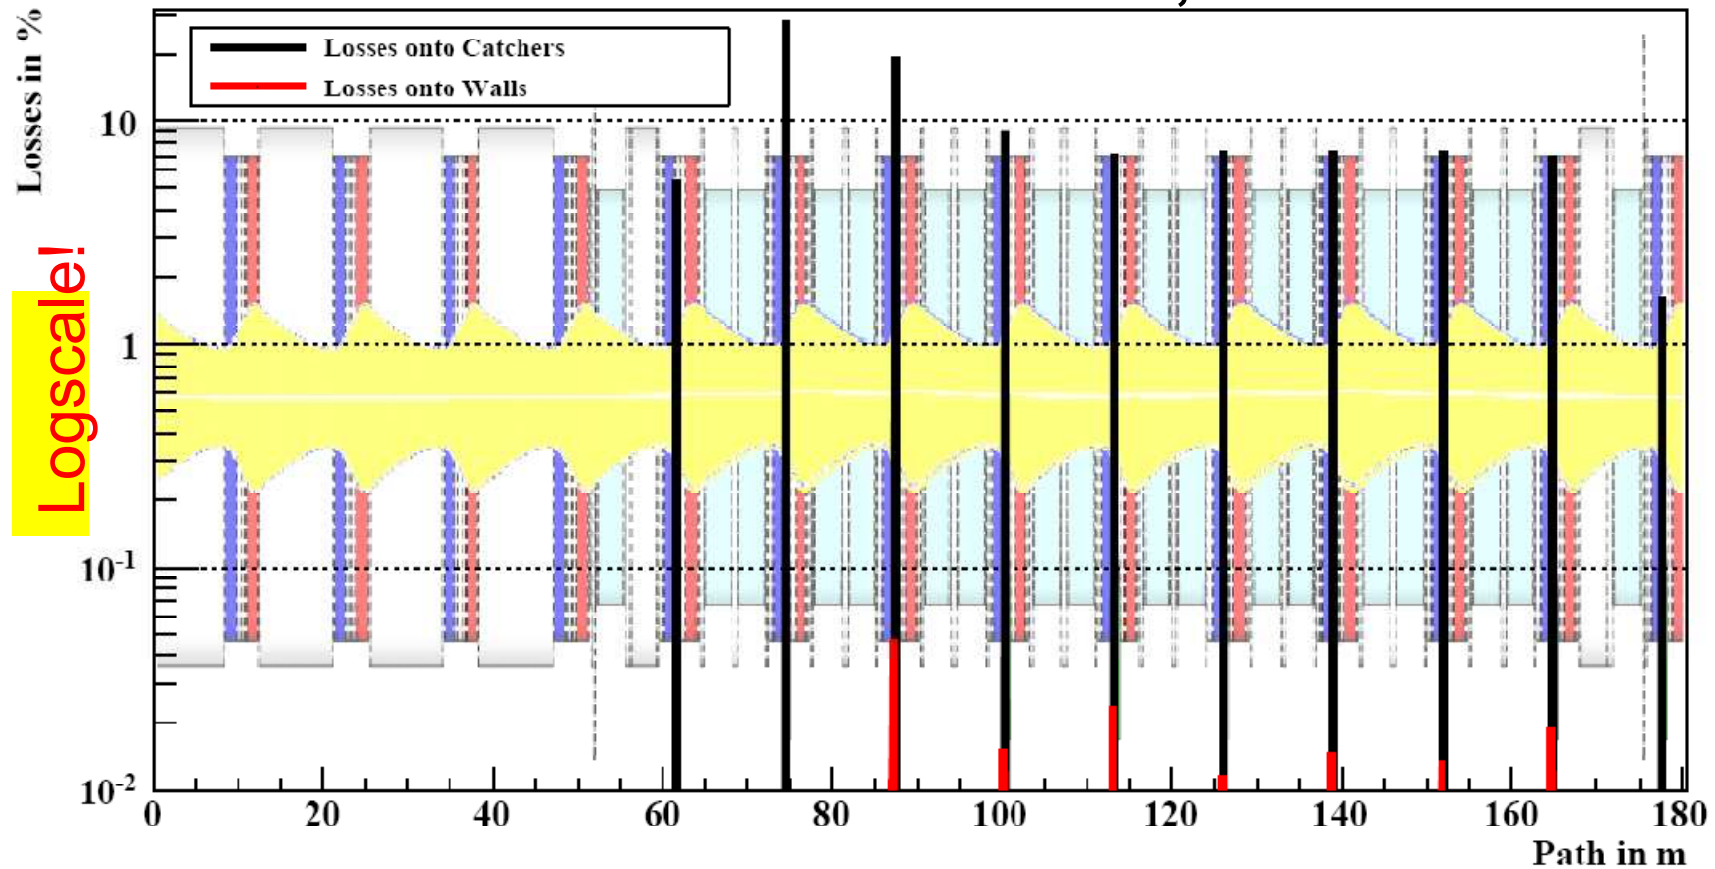 Losses in %
Logscale!
Losses onto Catchers
Losses onto Walls
10
1
10-1
10-2
0 20 40 60 80 100 120 140 160 180
Path in m